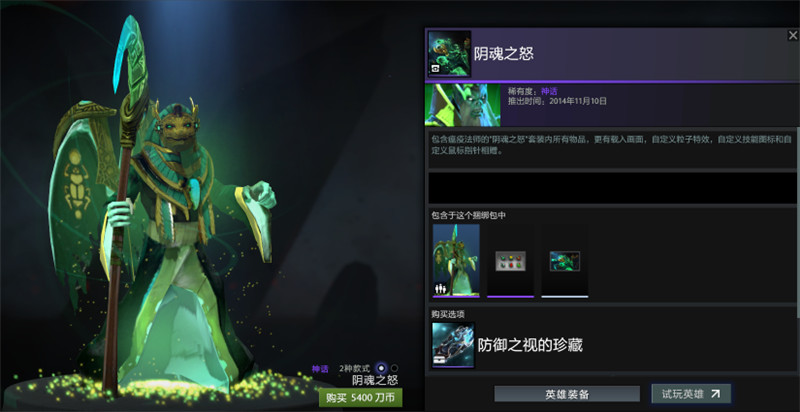 阴魂之怒
稀有度：神话
推出时间：2014年11月10日
包含瘟疫法师的“阴魂之怒”套装内所有物品，更有载入画面，自定义粒子特效，自定义技能图标和自
定义鼠标指针相赠。
包含于这个捆绑包中
购买选项
防御之视的珍藏
神话 2种款式
阴魂之怒
购买 5400 刀币
英雄装备
试玩英雄